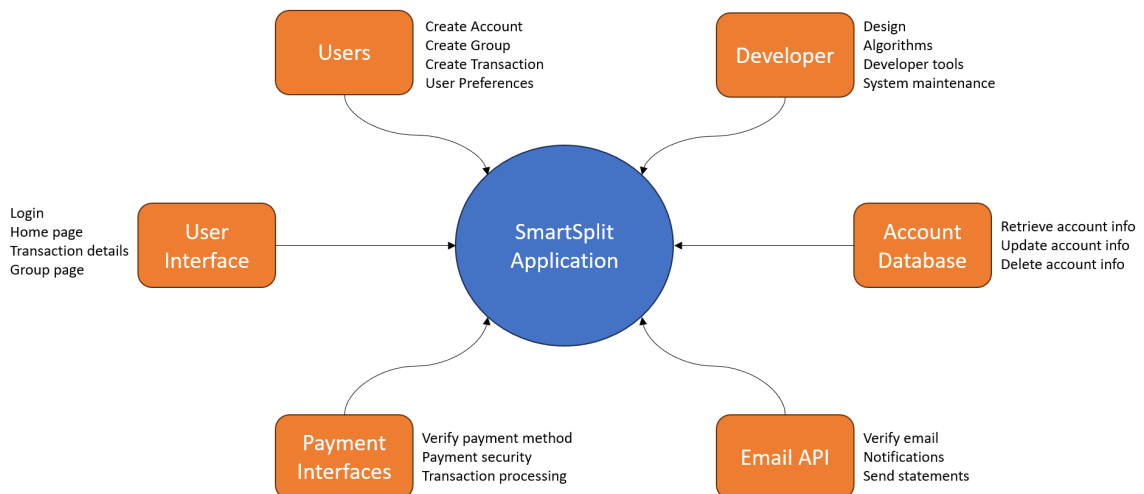 Users
Create Account
Create Group
Create Transaction
User Preferences
Developer
Design
Algorithms
Developer tools
System maintenance
Login
Home page
Transaction details
Group page
User
Interface
SmartSplit
Application
Account
Database
Retrieve account info
Update account info
Delete account info
Payment
Interfaces
Verify payment method
Payment security
Transaction processing
Email API
Verify email
Notifications
Send statements